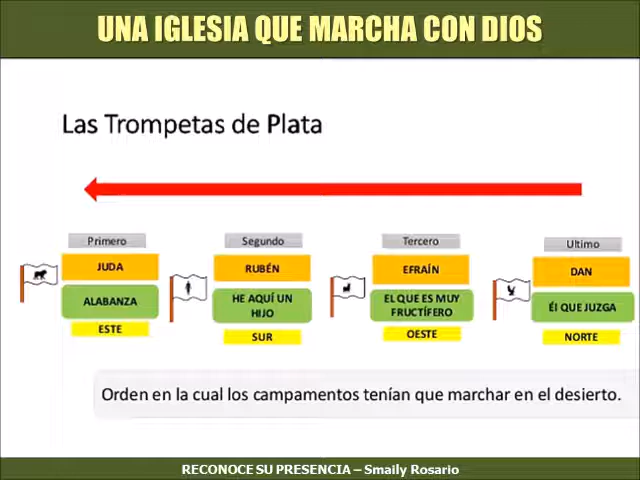 UNA IGLESIA QUE MARCHA CON DIOS
Las Trompetas de Plata
Primero
JUDA
ALABANZA
ESTE
Segundo
RUBÉN
HE AQUÍ UN
HIJO
SUR
Tercero
EFRAÍN
EL QUE ES MUY
FRUCTÍFERO
OESTE
Ultimo
DAN
Él QUE JUZGA
NORTE
Orden en la cual los campamentos tenían que marchar en el desierto.
RECONOCE SU PRESENCIA – Smaily Rosario